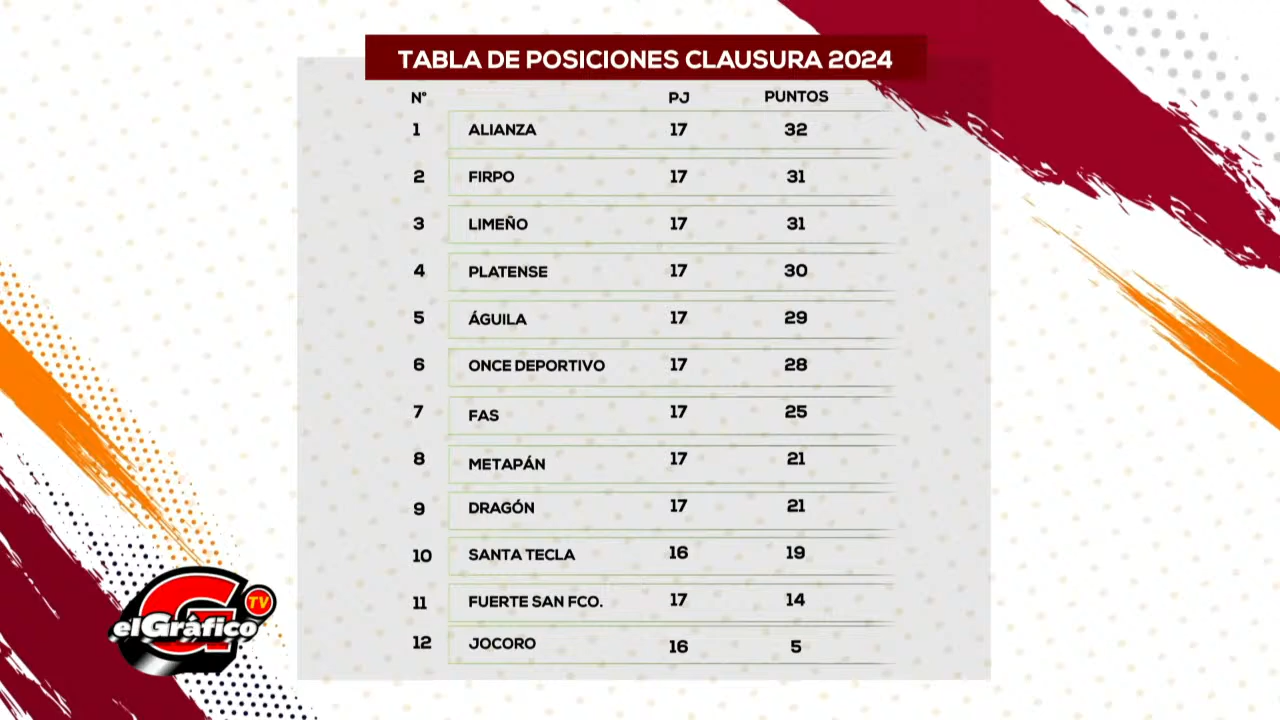 TABLA DE POSICIONES CLAUSURA 2024
N° PJ PUNTOS
1 ALIANZA 17 32
2 FIRPO 17 31
3 LIMEÑO 17 31
4 PLATENSE 17 30
5 ÁGUILA 17 29
6 ONCE DEPORTIVO 17 28
7 FAS 17 25
8 METAPÁN 17 21
9 DRAGÓN 17 21
10 SANTA TECLA 16 19
11 FUERTE SAN FCO. 17 14
12 JOCORO 16 5
G TV
elGráfico